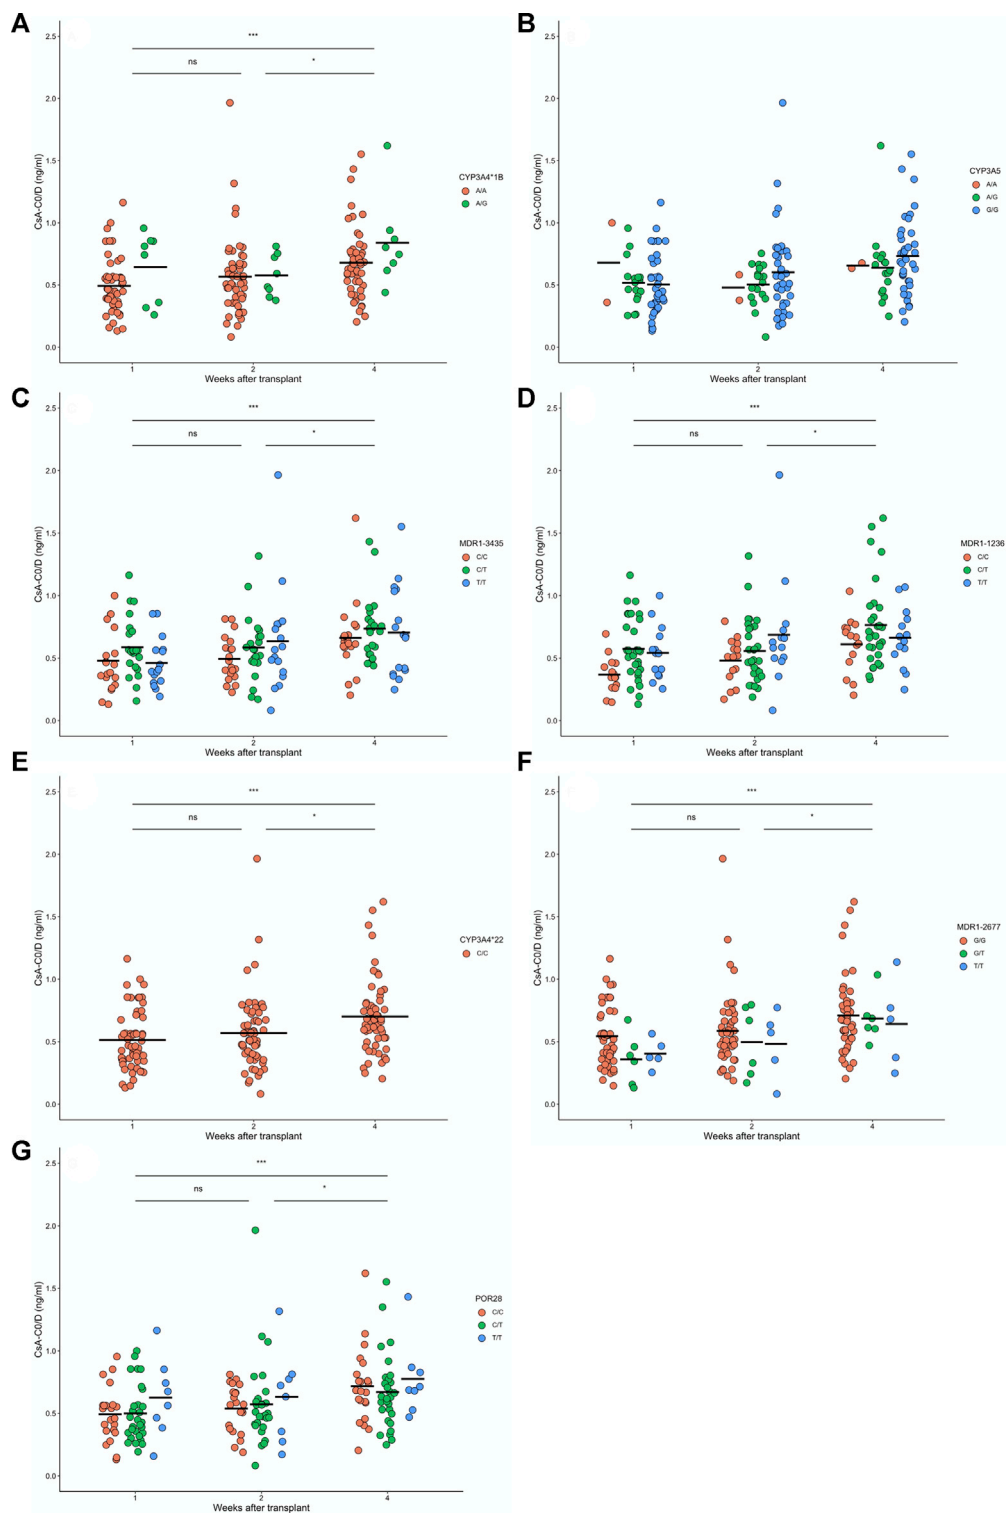 A
***
ns
*
2.5
2.0
1.5
1.0
0.5
0.0
CsA-C0/D (ng/ml)
1
2
4
Weeks after transplant
CYP3A4*1B
A/A
A/G
B
2.5
2.0
1.5
1.0
0.5
0.0
CsA-C0/D (ng/ml)
1
2
4
Weeks after transplant
CYP3A5
A/A
A/G
G/G
C
***
ns
*
2.5
2.0
1.5
1.0
0.5
0.0
CsA-C0/D (ng/ml)
1
2
4
Weeks after transplant
MDR1-3435
C/C
C/T
T/T
D
***
ns
*
2.5
2.0
1.5
1.0
0.5
0.0
CsA-C0/D (ng/ml)
1
2
4
Weeks after transplant
MDR1-1236
C/C
C/T
T/T
E
***
ns
*
2.5
2.0
1.5
1.0
0.5
0.0
CsA-C0/D (ng/ml)
1
2
4
Weeks after transplant
CYP3A4*22
C/C
F
***
ns
*
2.5
2.0
1.5
1.0
0.5
0.0
CsA-C0/D (ng/ml)
1
2
4
Weeks after transplant
MDR1-2677
G/G
G/T
T/T
G
***
ns
*
2.5
2.0
1.5
1.0
0.5
0.0
CsA-C0/D (ng/ml)
1
2
4
Weeks after transplant
POR28
C/C
C/T
T/T